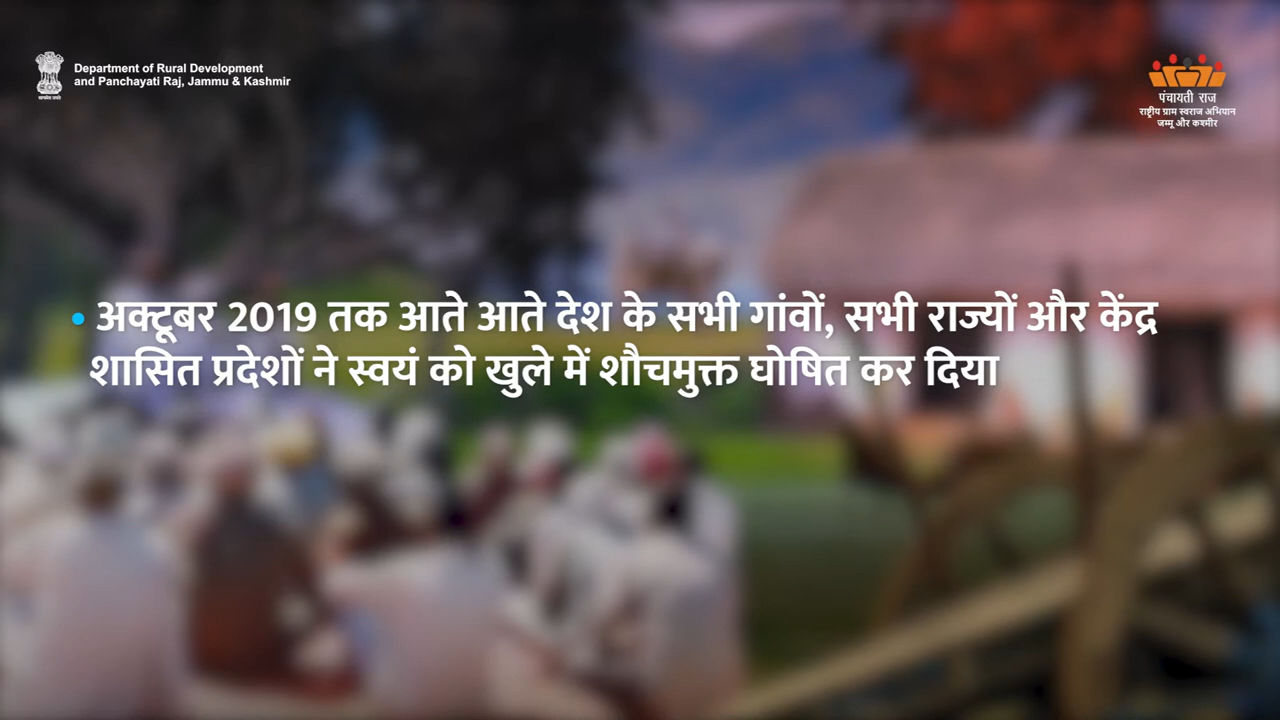 Department of Rural Development
and Panchayati Raj, Jammu & Kashmir
पंचायती राज
राष्ट्रीय ग्राम स्वराज अभियान
जम्मू और कश्मीर
• अक्टूबर 2019 तक आते आते देश के सभी गांवों, सभी राज्यों और केंद्र
शासित प्रदेशों ने स्वयं को खुले में शौचमुक्त घोषित कर दिया